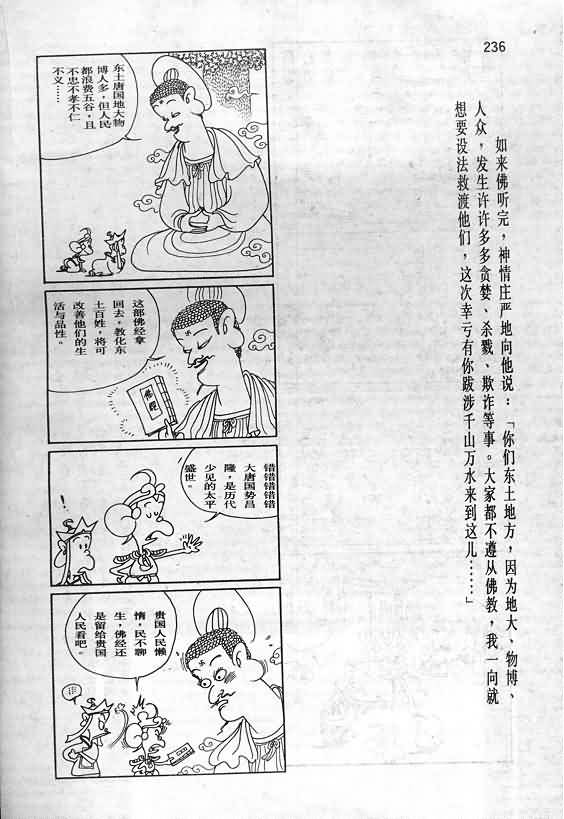 236
如来佛听完，神情庄严地向他说：「你们东土地方，因为地大、物博、
人众，发生许许多多贪婪、杀戮、欺诈等事。大家都不遵从佛教，我一向就
想要设法救渡他们，这次幸亏有你跋涉千山万水来到这儿……」
东土唐国地大物
博人多，但人民
都浪费五谷，且
不忠不孝不仁
不义……
这部佛经拿
回去，教化东
土百姓，将可
改善他们的生
活与品性。
佛经
错错错错错
大唐国势昌
隆，是历代
少见的太平
盛世。
!
贵国人民懒
惰，民不聊
生，佛经还
是留给贵国
人民看吧。